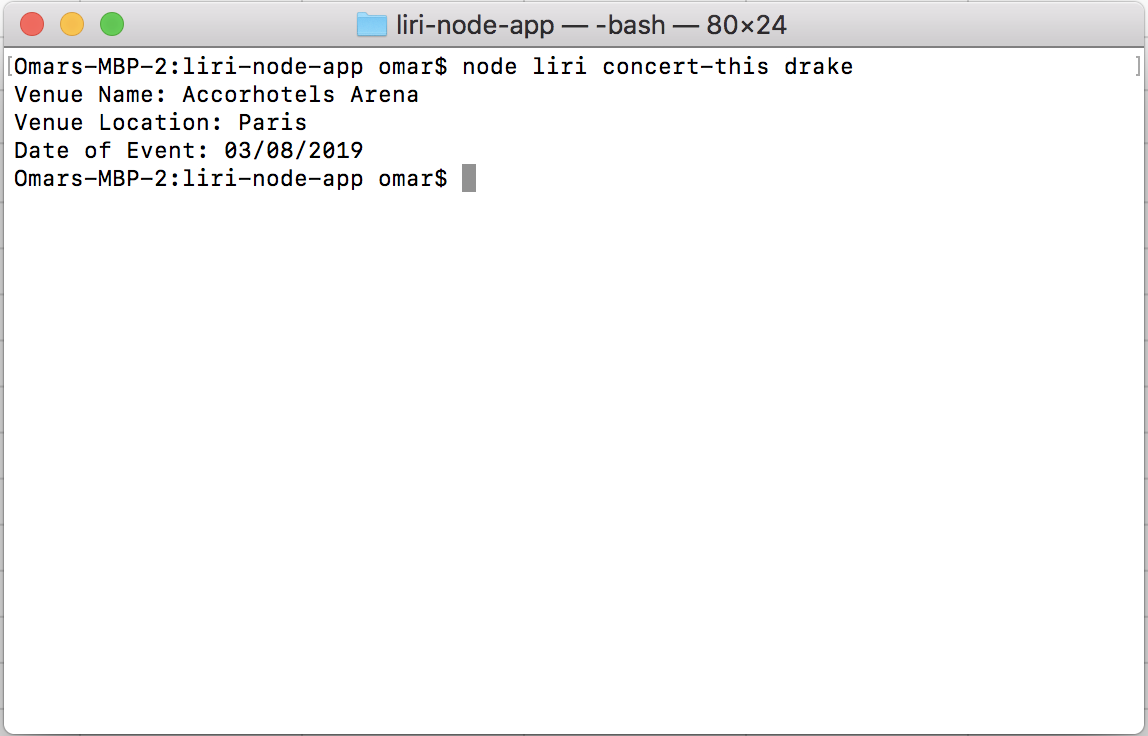 liri-node-app — -bash — 80×24
[Omars-MBP-2:liri-node-app omar$ node liri concert-this drake ]
Venue Name: Accorhotels Arena
Venue Location: Paris
Date of Event: 03/08/2019
Omars-MBP-2:liri-node-app omar$